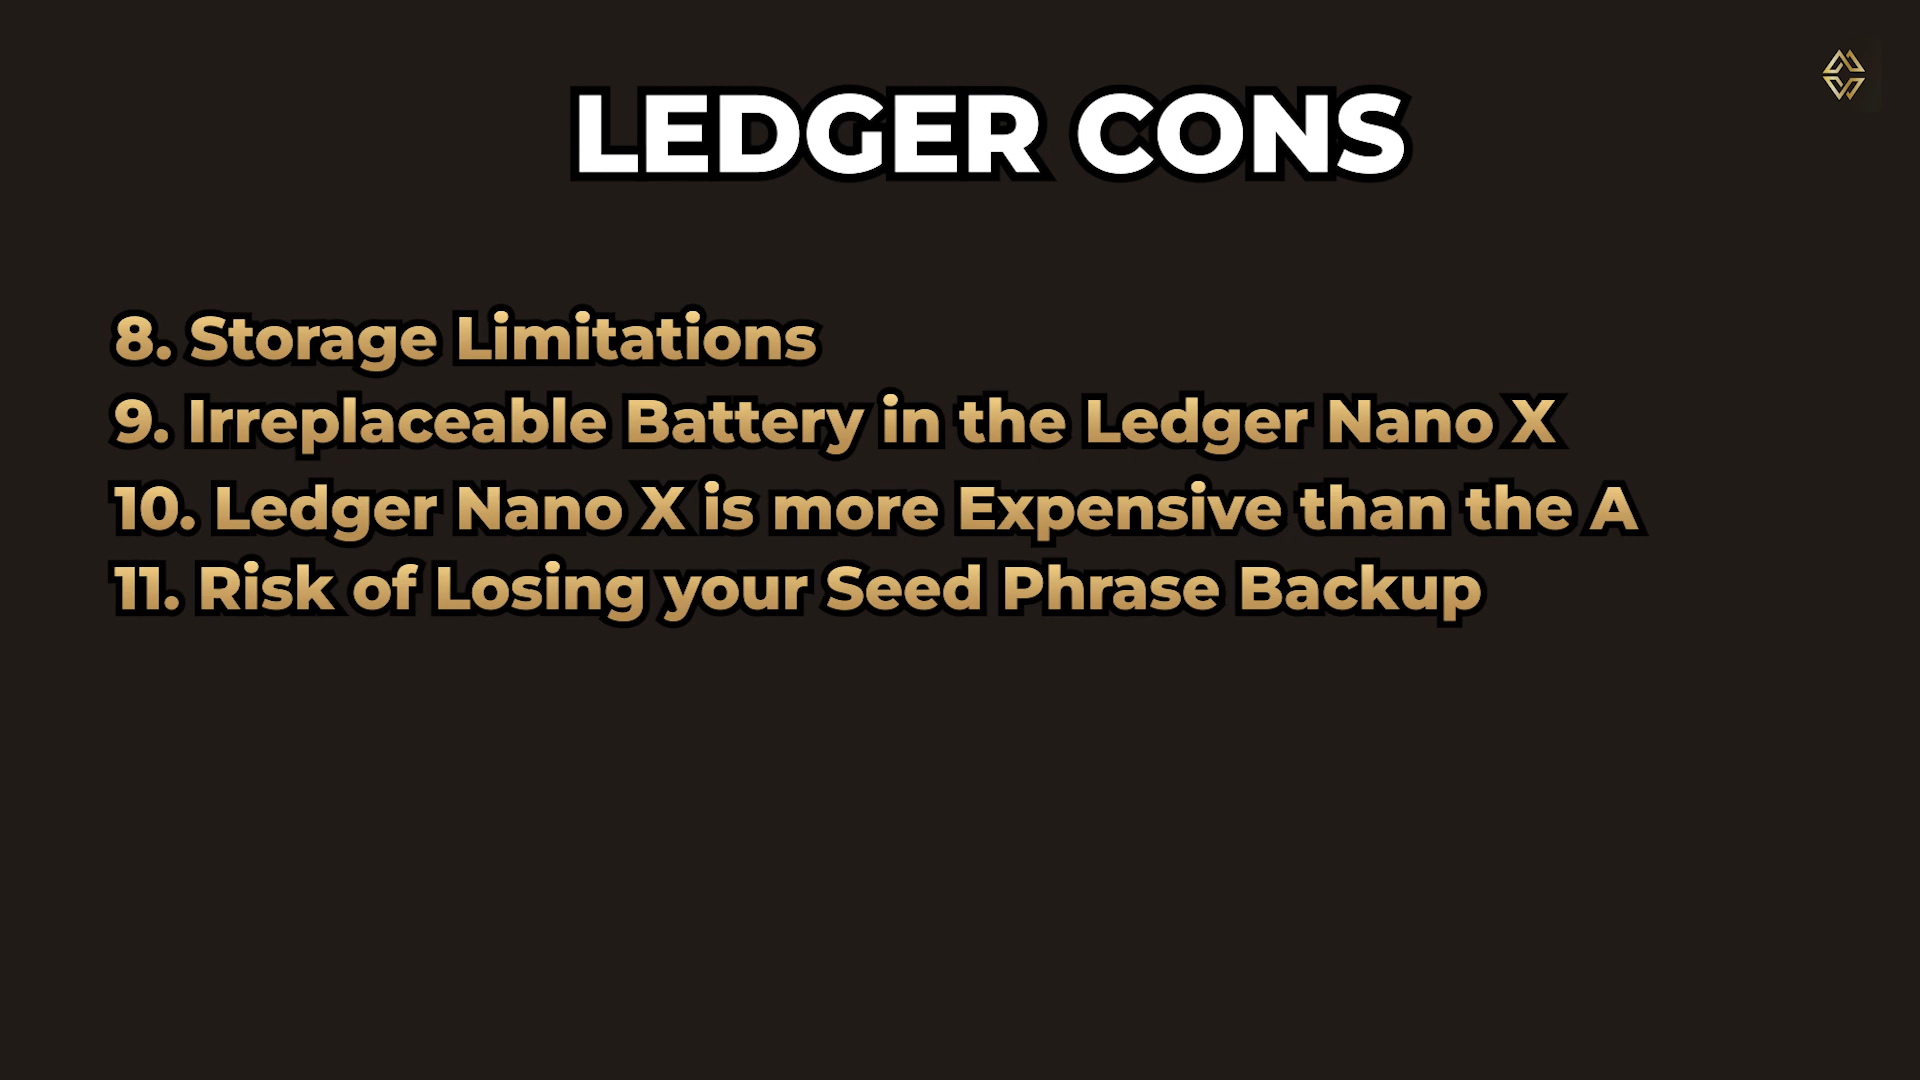 LEDGER CONS
8. Storage Limitations
9. Irreplaceable Battery in the Ledger Nano X
10. Ledger Nano X is more Expensive than the A
11. Risk of Losing your Seed Phrase Backup